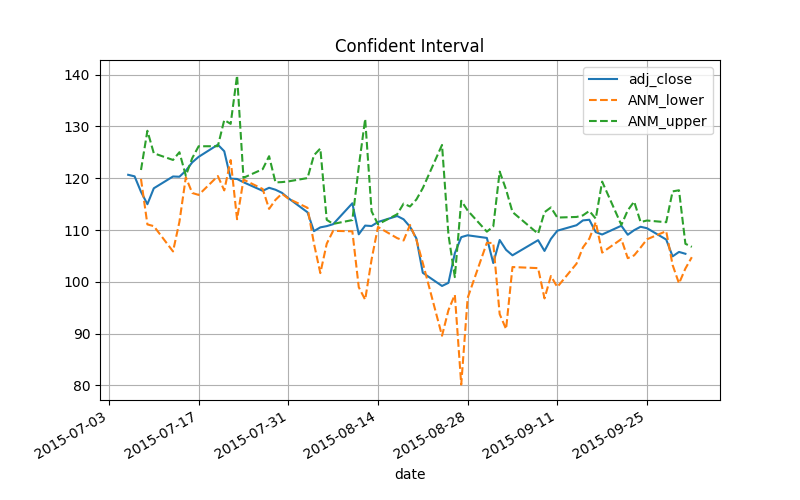 Confident Interval
adj_close
ANM_lower
ANM_upper
140
130
120
110
100
90
80
2015-07-03
2015-07-17
2015-07-31
2015-08-14
2015-08-28
2015-09-11
2015-09-25
date